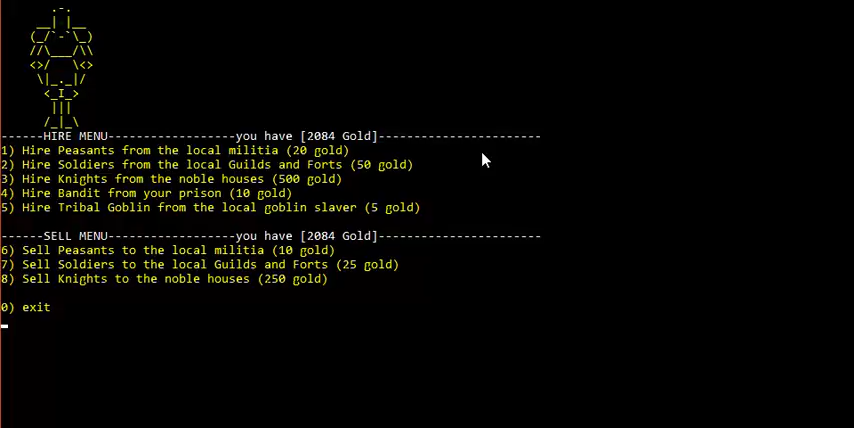 ------HIRE MENU------------------you have [2084 Gold]-----------------------
1) Hire Peasants from the local militia (20 gold)
2) Hire Soldiers from the local Guilds and Forts (50 gold)
3) Hire Knights from the noble houses (500 gold)
4) Hire Bandit from your prison (10 gold)
5) Hire Tribal Goblin from the local goblin slaver (5 gold)
------SELL MENU------------------you have [2084 Gold]-----------------------
6) Sell Peasants to the local militia (10 gold)
7) Sell Soldiers to the local Guilds and Forts (25 gold)
8) Sell Knights to the noble houses (250 gold)
0) exit